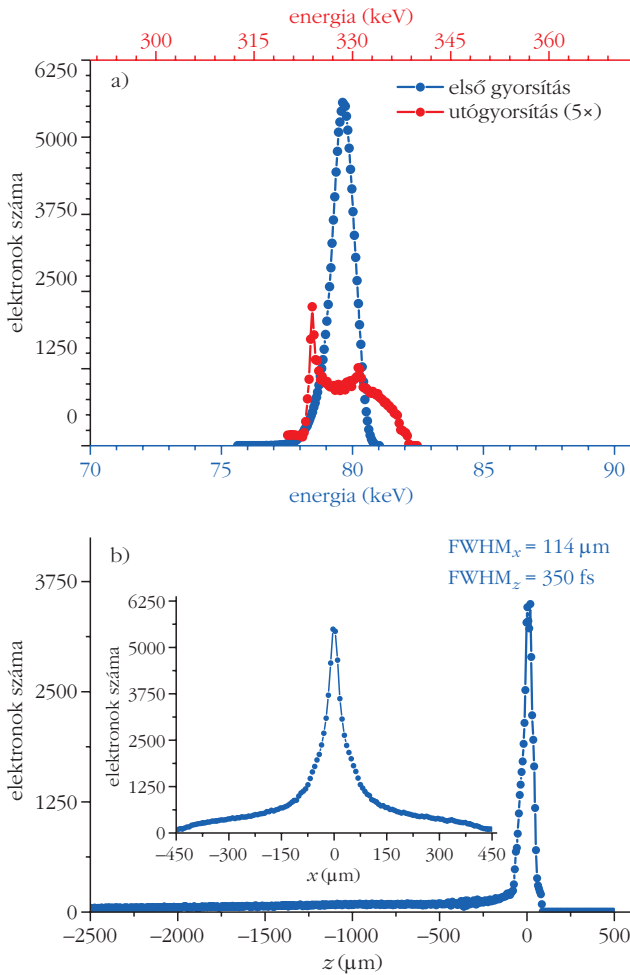 energia (keV)
300 315 330 345 360
a)
első gyorsítás
utógyorsítás (5×)
6250
5000
3750
2500
1250
0
elektronok száma
70 75 80 85 90
energia (keV)
b)
FWHMx = 114 μm
FWHMz = 350 fs
3750
2500
1250
0
elektronok száma
6250
5000
3750
2500
1250
0
elektronok száma
−450 −300 −150 0 150 300 450
x (μm)
−2500 −2000 −1500 −1000 −500 0 500
z (μm)